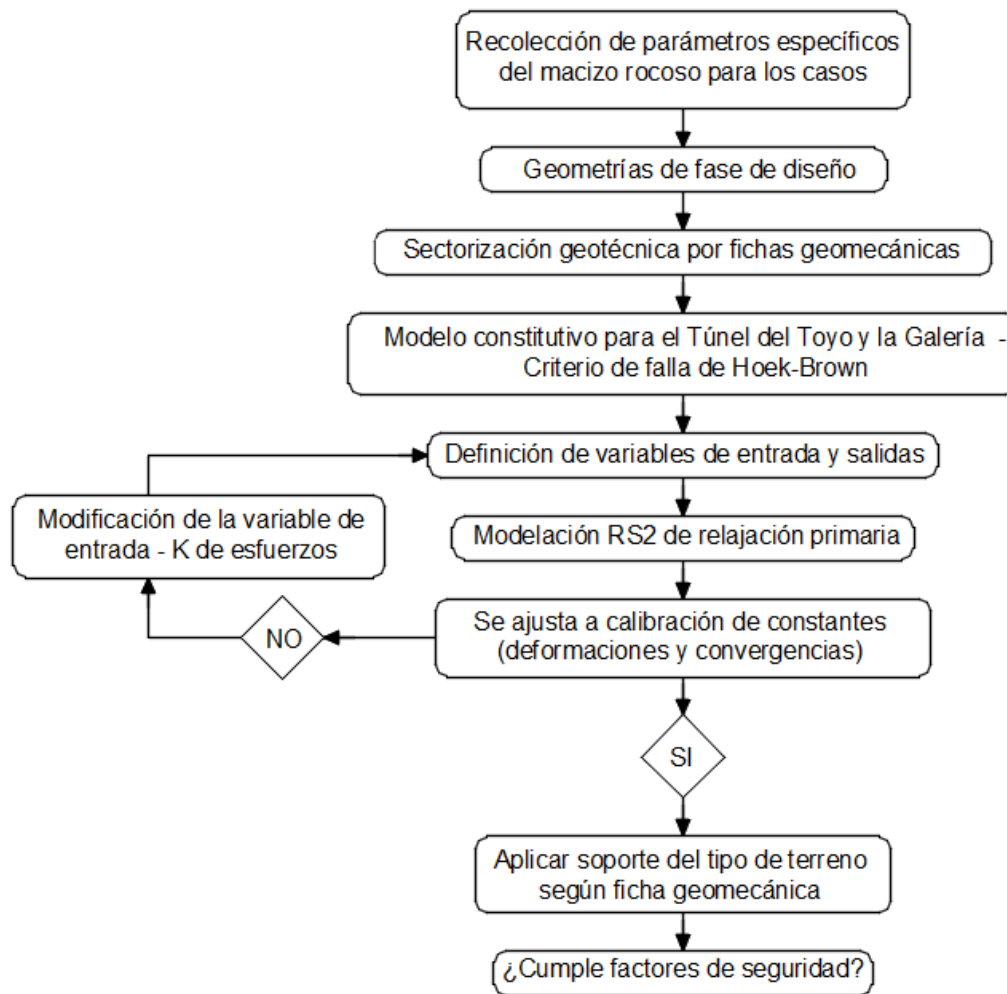 Recolección de parámetros específicos
del macizo rocoso para los casos
Geometrías de fase de diseño
Sectorización geotécnica por fichas geomecánicas
Modelo constitutivo para el Túnel del Toyo y la Galería -
Criterio de falla de Hoek-Brown
Definición de variables de entrada y salidas
Modificación de la variable de
entrada - K de esfuerzos
Modelación RS2 de relajación primaria
Se ajusta a calibración de constantes
(deformaciones y convergencias)
NO
SI
Aplicar soporte del tipo de terreno
según ficha geomecánica
¿Cumple factores de seguridad?